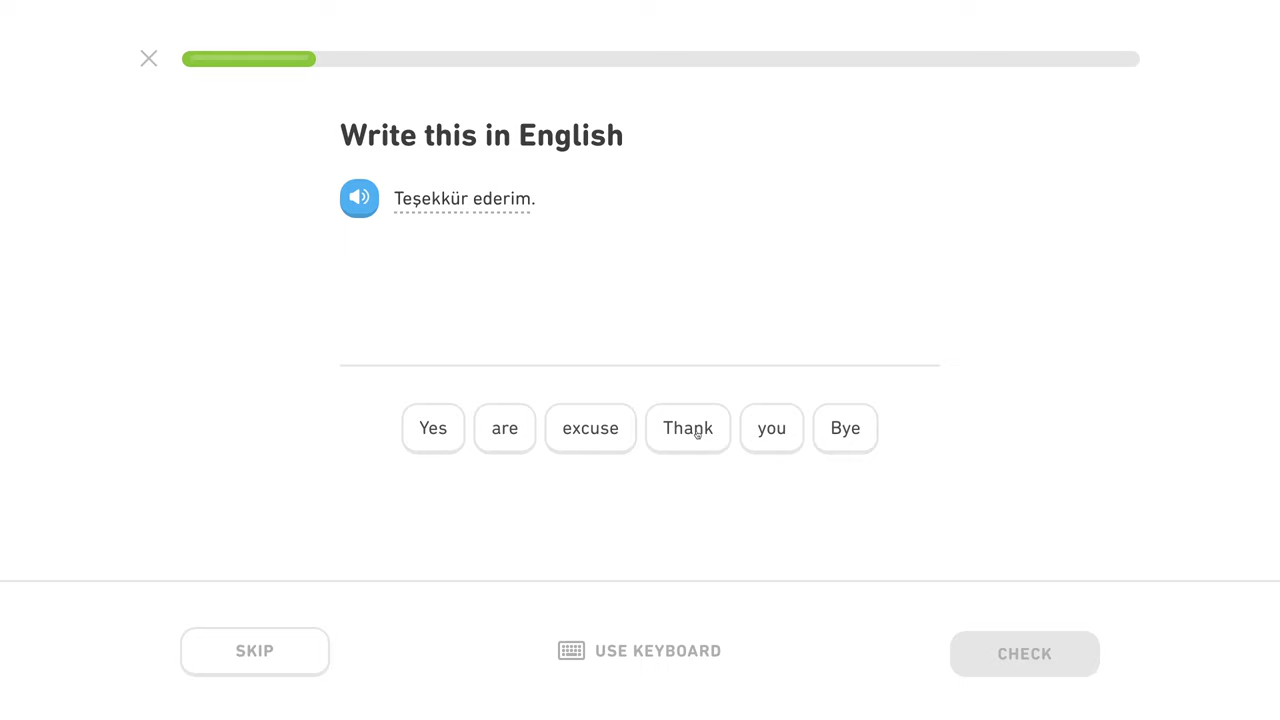 Write this in English
Teşekkür ederim.
Yes are excuse Thank you Bye
SKIP USE KEYBOARD CHECK